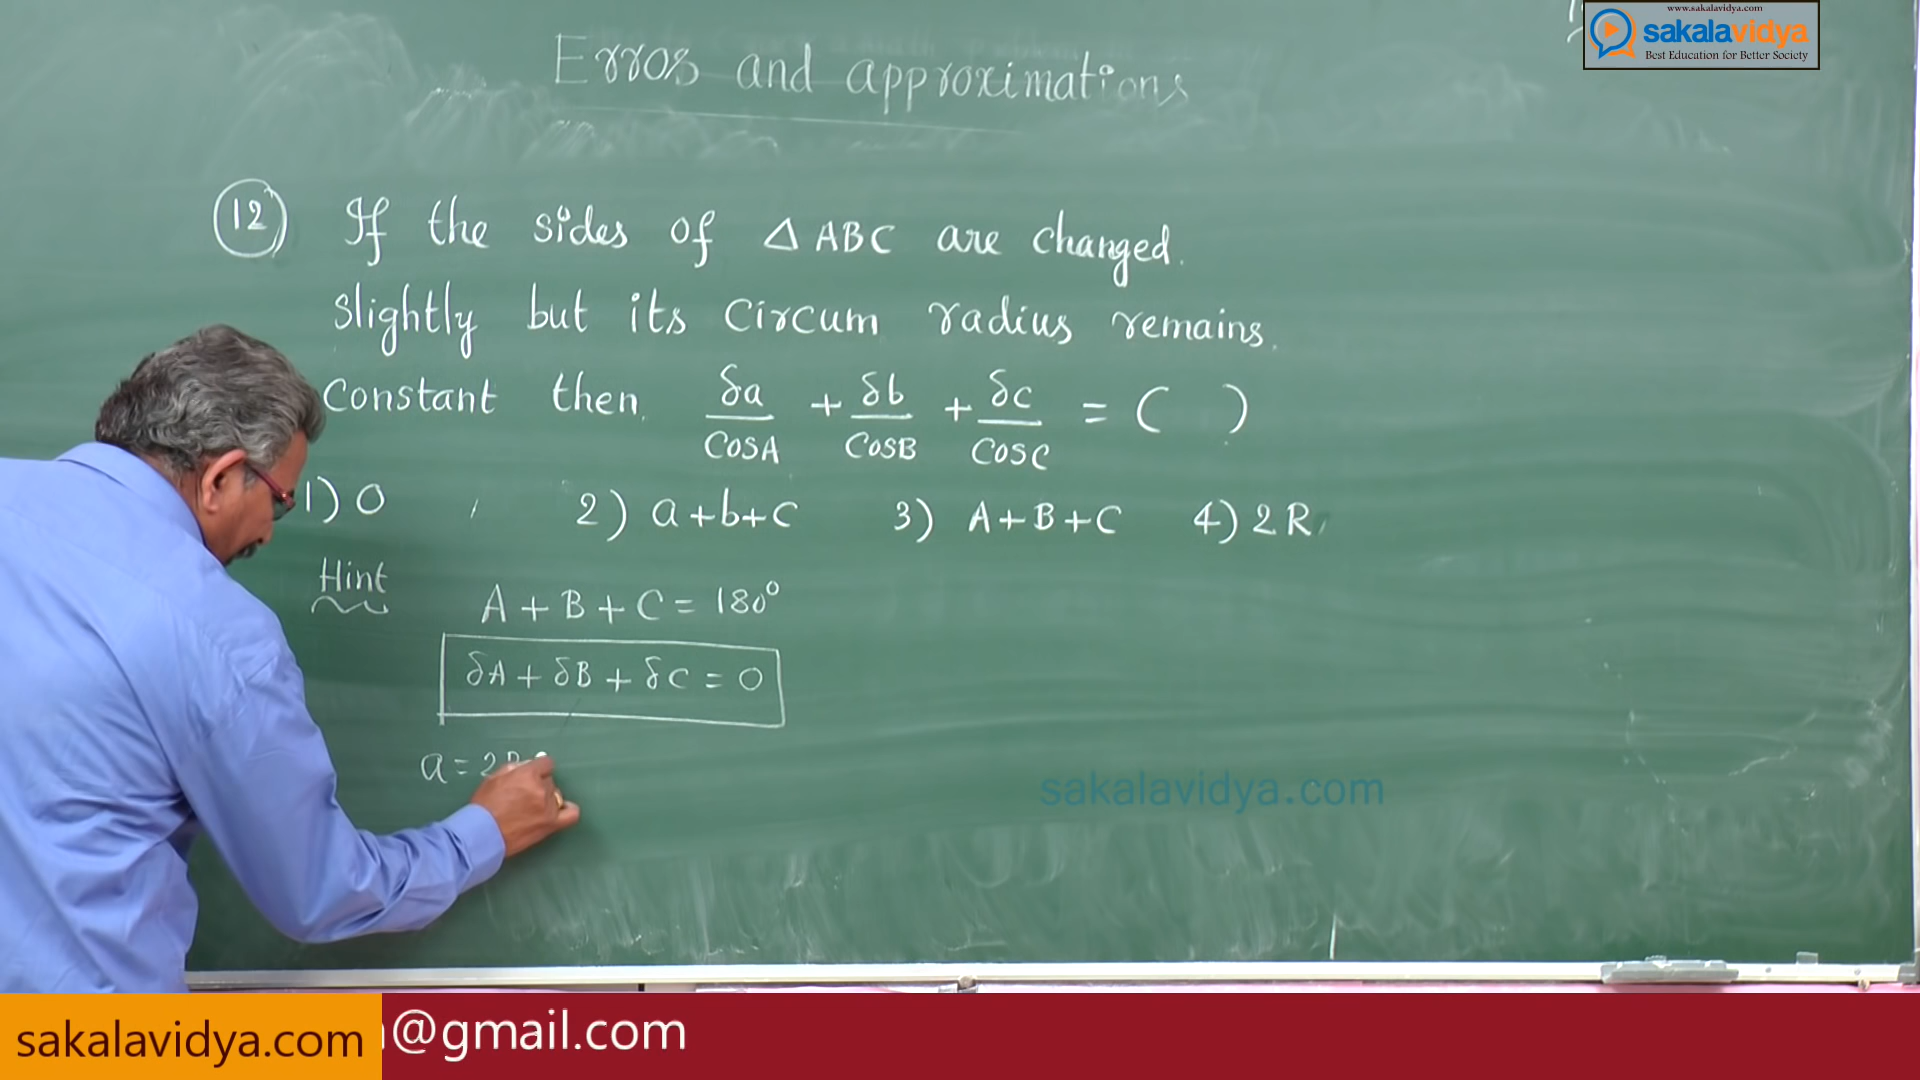 www.sakalavidya.com
sakalavidya
Best Education for Better Society
Erros and approximations
12) If the sides of Δ ABC are changed.
slightly but its circum radius remains.
constant then. δa/COSA + δb/COSB + δc/COSC = ( )
1) 0 , 2) a+b+c 3) A+B+C 4) 2R
Hint
A + B + C = 180°
δA + δB + δC = 0
a = 2R
sakalavidya.com
sakalavidya.com
@gmail.com